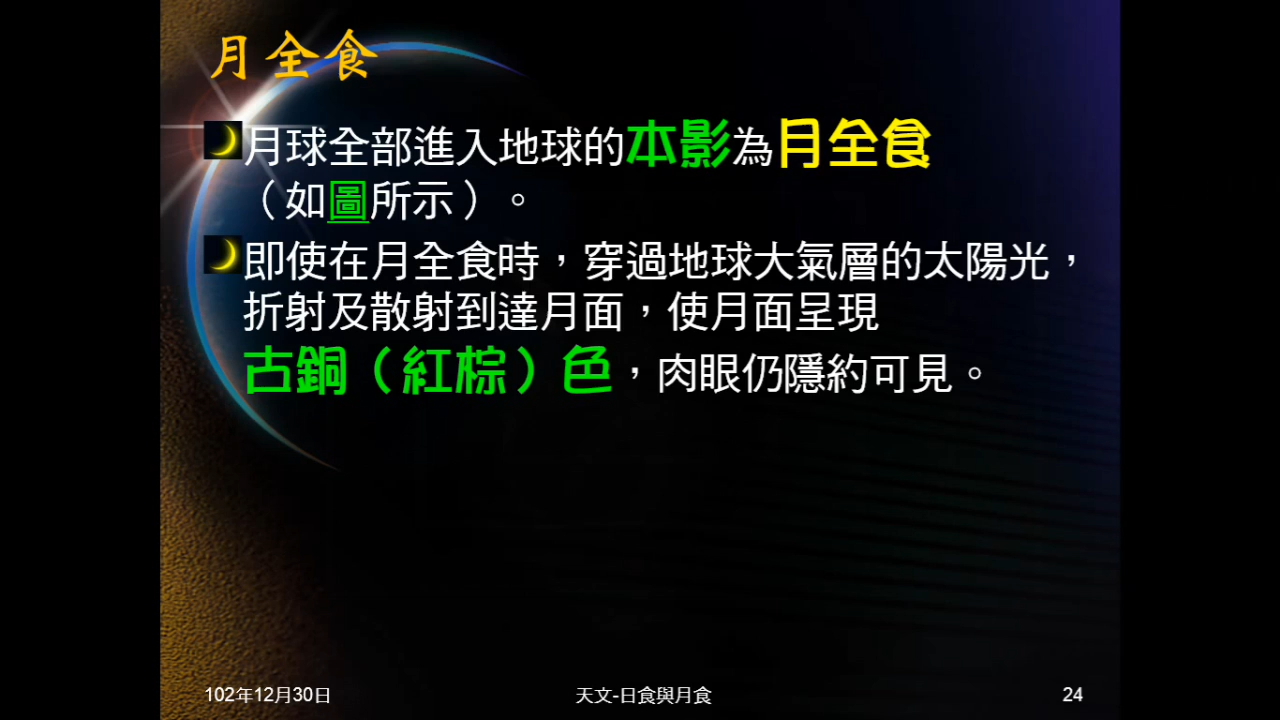 月全食
月球全部進入地球的本影為月全食
（如圖所示）。
即使在月全食時，穿過地球大氣層的太陽光，
折射及散射到達月面，使月面呈現
古銅（紅棕）色，肉眼仍隱約可見。
102年12月30日
天文-日食與月食
24